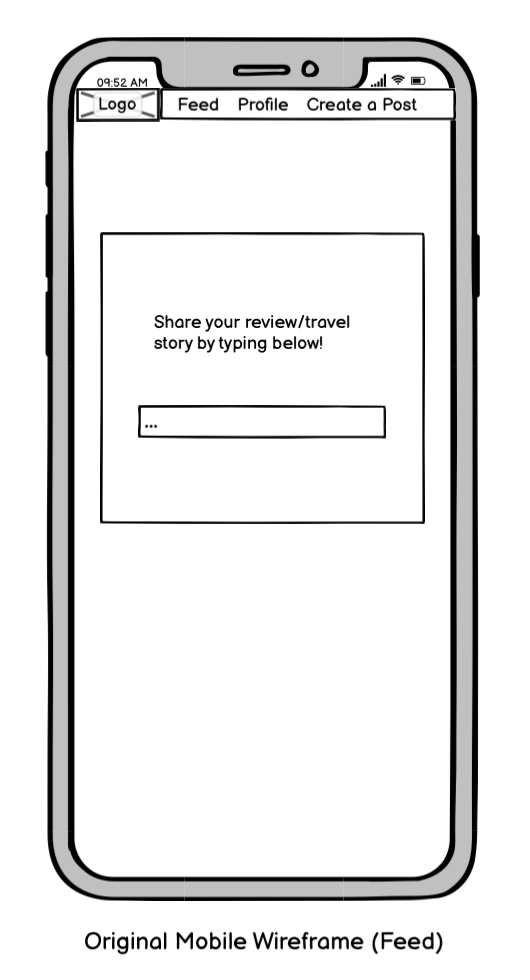 09:52 AM
Logo Feed Profile Create a Post
Share your review/travel
story by typing below!
...
Original Mobile Wireframe (Feed)